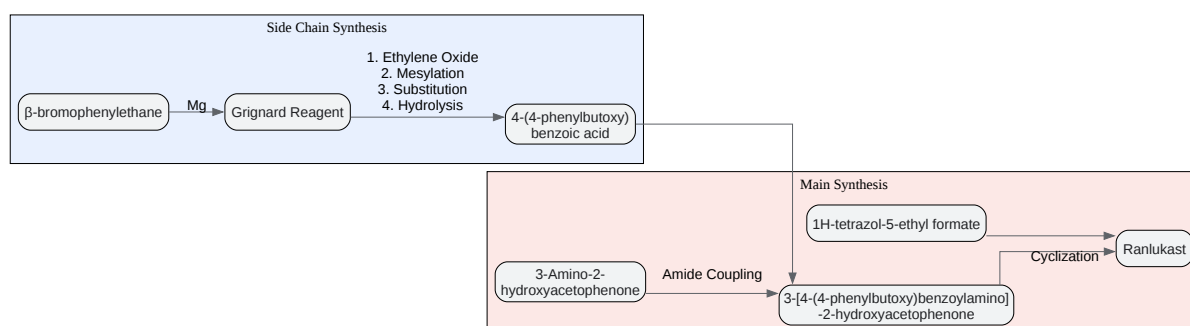 Side Chain Synthesis
β-bromophenylethane
Mg
Grignard Reagent
1. Ethylene Oxide
2. Mesylation
3. Substitution
4. Hydrolysis
4-(4-phenylbutoxy)
benzoic acid
Main Synthesis
1H-tetrazol-5-ethyl formate
Ranlukast
Cyclization
3-Amino-2-
hydroxyacetophenone
Amide Coupling
3-[4-(4-phenylbutoxy)benzoylamino]
-2-hydroxyacetophenone